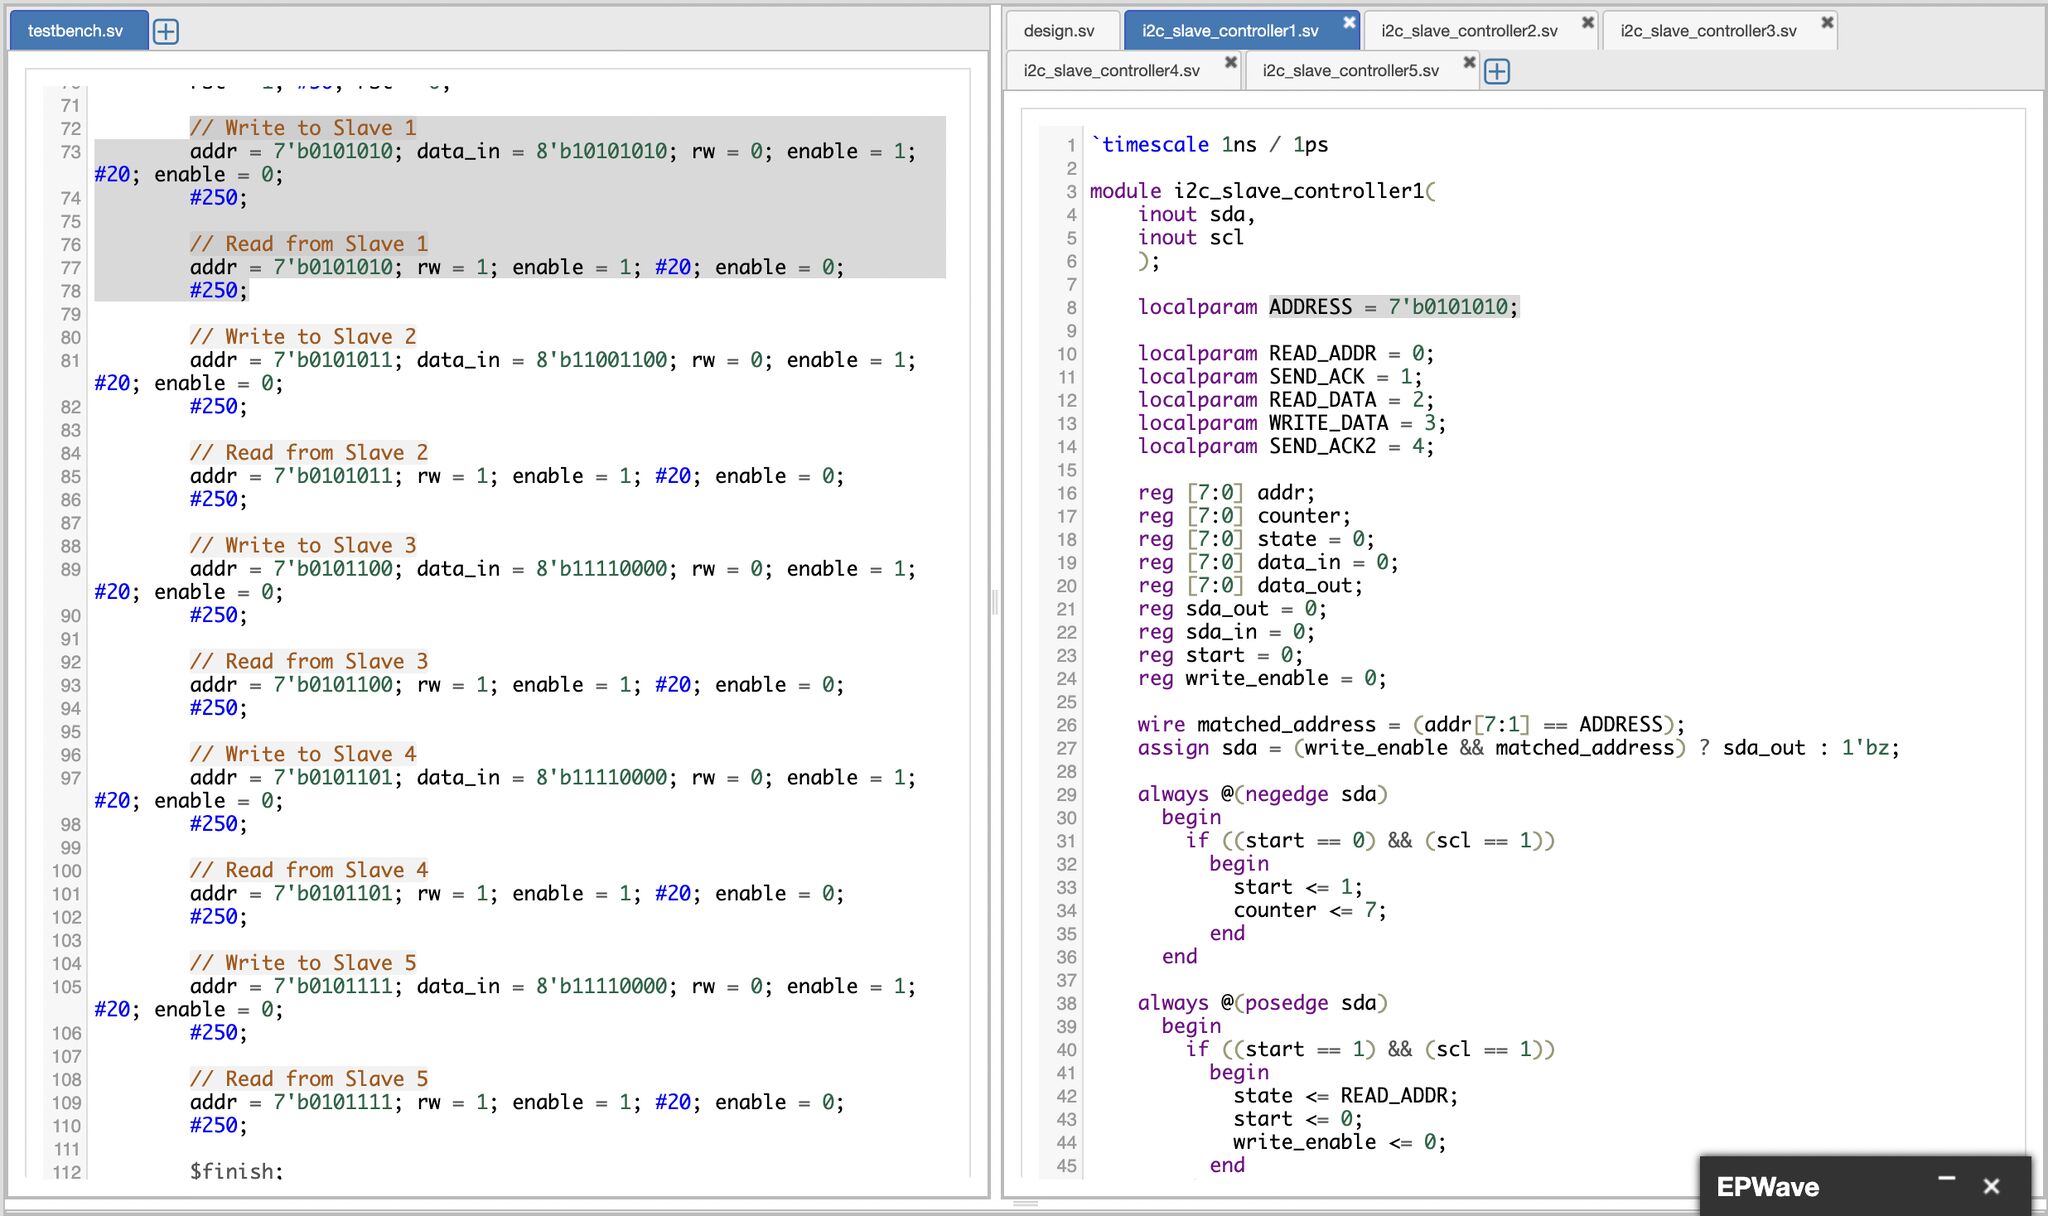 testbench.sv
71
72 // Write to Slave 1
73 addr = 7'b0101010; data_in = 8'b10101010; rw = 0; enable = 1;
#20; enable = 0;
74 #250;
75
76 // Read from Slave 1
77 addr = 7'b0101010; rw = 1; enable = 1; #20; enable = 0;
78 #250;
79
80 // Write to Slave 2
81 addr = 7'b0101011; data_in = 8'b11001100; rw = 0; enable = 1;
#20; enable = 0;
82 #250;
83
84 // Read from Slave 2
85 addr = 7'b0101011; rw = 1; enable = 1; #20; enable = 0;
86 #250;
87
88 // Write to Slave 3
89 addr = 7'b0101100; data_in = 8'b11110000; rw = 0; enable = 1;
#20; enable = 0;
90 #250;
91
92 // Read from Slave 3
93 addr = 7'b0101100; rw = 1; enable = 1; #20; enable = 0;
94 #250;
95
96 // Write to Slave 4
97 addr = 7'b0101101; data_in = 8'b11110000; rw = 0; enable = 1;
#20; enable = 0;
98 #250;
99
100 // Read from Slave 4
101 addr = 7'b0101101; rw = 1; enable = 1; #20; enable = 0;
102 #250;
103
104 // Write to Slave 5
105 addr = 7'b0101111; data_in = 8'b11110000; rw = 0; enable = 1;
#20; enable = 0;
106 #250;
107
108 // Read from Slave 5
109 addr = 7'b0101111; rw = 1; enable = 1; #20; enable = 0;
110 #250;
111
112 $finish;
design.sv i2c_slave_controller1.sv i2c_slave_controller2.sv i2c_slave_controller3.sv
i2c_slave_controller4.sv i2c_slave_controller5.sv
1 `timescale 1ns / 1ps
2
3 module i2c_slave_controller1(
4 inout sda,
5 inout scl
6 );
7
8 localparam ADDRESS = 7'b0101010;
9
10 localparam READ_ADDR = 0;
11 localparam SEND_ACK = 1;
12 localparam READ_DATA = 2;
13 localparam WRITE_DATA = 3;
14 localparam SEND_ACK2 = 4;
15
16 reg [7:0] addr;
17 reg [7:0] counter;
18 reg [7:0] state = 0;
19 reg [7:0] data_in = 0;
20 reg [7:0] data_out;
21 reg sda_out = 0;
22 reg sda_in = 0;
23 reg start = 0;
24 reg write_enable = 0;
25
26 wire matched_address = (addr[7:1] == ADDRESS);
27 assign sda = (write_enable && matched_address) ? sda_out : 1'bz;
28
29 always @(negedge sda)
30 begin
31 if ((start == 0) && (scl == 1))
32 begin
33 start <= 1;
34 counter <= 7;
35 end
36 end
37
38 always @(posedge sda)
39 begin
40 if ((start == 1) && (scl == 1))
41 begin
42 state <= READ_ADDR;
43 start <= 0;
44 write_enable <= 0;
45 end
EPWave